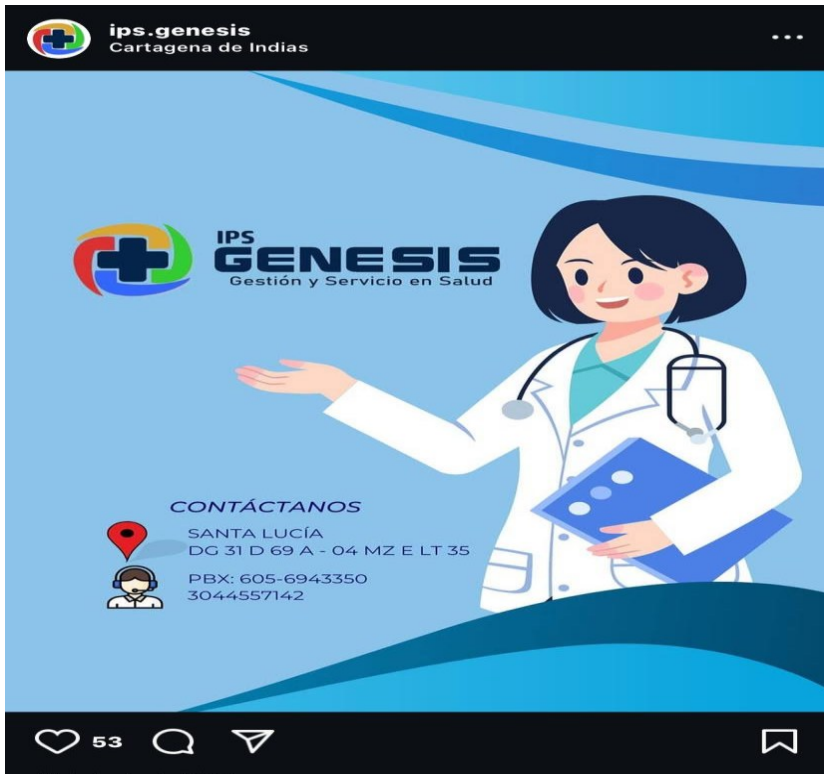 ips.genesis
Cartagena de Indias
IPS
GENESIS
Gestión y Servicio en Salud
CONTÁCTANOS
SANTA LUCÍA
DG 31 D 69 A - 04 MZ E LT 35
PBX: 605-6943350
3044557142
53